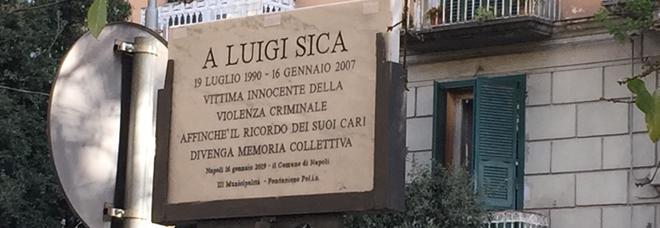 A LUIGI SICA
19 LUGLIO 1990 - 16 GENNAIO 2007
VITTIMA INNOCENTE DELLA
VIOLENZA CRIMINALE
AFFINCHE' IL RICORDO DEI SUOI CARI
DIVENGA MEMORIA COLLETTIVA
Napoli 16 gennaio 2019 - il Comune di Napoli
III Municipalità - Fondazione Pol.i.s.